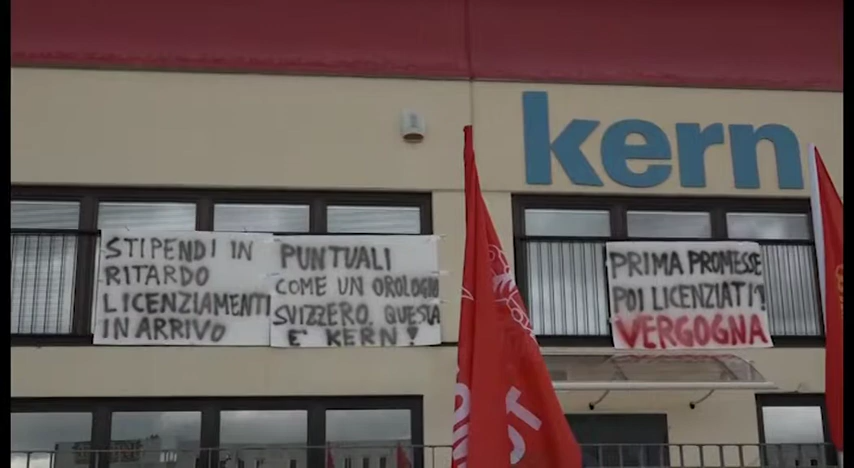 kern
STIPENDI IN
RITARDO
LICENZIAMENTI
IN ARRIVO
PUNTUALI
COME UN OROLOGIO
SVIZZERO, QUESTA
E' KERN!
PRIMA PROMESSE
POI LICENZIATI!
VERGOGNA